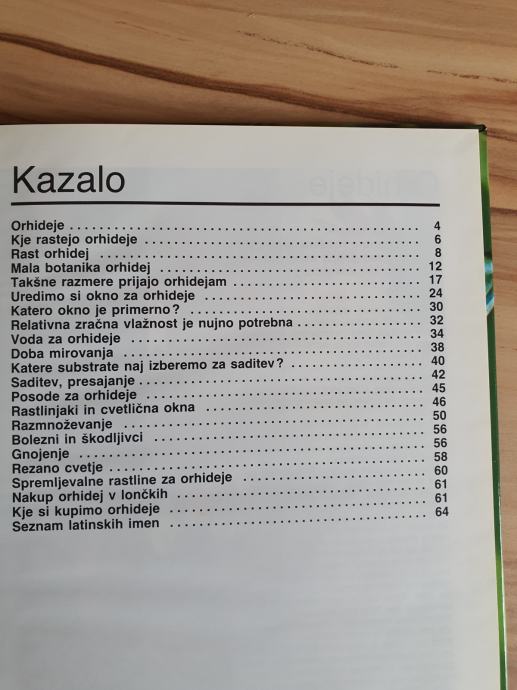 Kazalo
Orhideje . . . . . . . . . . . . . . . . . . . . 4
Kje rastejo orhideje . . . . . . . . . . . . . . . . . . . . 6
Rast orhidej . . . . . . . . . . . . . . . . . . . . 8
Mala botanika orhidej . . . . . . . . . . . . . . . . . . . . 12
Takšne razmere prijajo orhidejam . . . . . . . . . . . . . . . . . . . . 17
Uredimo si okno za orhideje . . . . . . . . . . . . . . . . . . . . 24
Katero okno je primerno? . . . . . . . . . . . . . . . . . . . . 30
Relativna zračna vlažnost je nujno potrebna . . . . . . . . . . . . . . . . . . . . 32
Voda za orhideje . . . . . . . . . . . . . . . . . . . . 34
Doba mirovanja . . . . . . . . . . . . . . . . . . . . 38
Katere substrate naj izberemo za saditev? . . . . . . . . . . . . . . . . . . . . 40
Saditev, presajanje . . . . . . . . . . . . . . . . . . . . 42
Posode za orhideje . . . . . . . . . . . . . . . . . . . . 45
Rastlinjaki in cvetlična okna . . . . . . . . . . . . . . . . . . . . 46
Razmnoževanje . . . . . . . . . . . . . . . . . . . . 50
Bolezni in škodljivci . . . . . . . . . . . . . . . . . . . . 56
Gnojenje . . . . . . . . . . . . . . . . . . . . 56
Rezano cvetje . . . . . . . . . . . . . . . . . . . . 58
Spremljevalne rastline za orhideje . . . . . . . . . . . . . . . . . . . . 60
Nakup orhidej v lončkih . . . . . . . . . . . . . . . . . . . . 61
Kje si kupimo orhideje . . . . . . . . . . . . . . . . . . . . 61
Seznam latinskih imen . . . . . . . . . . . . . . . . . . . . 64